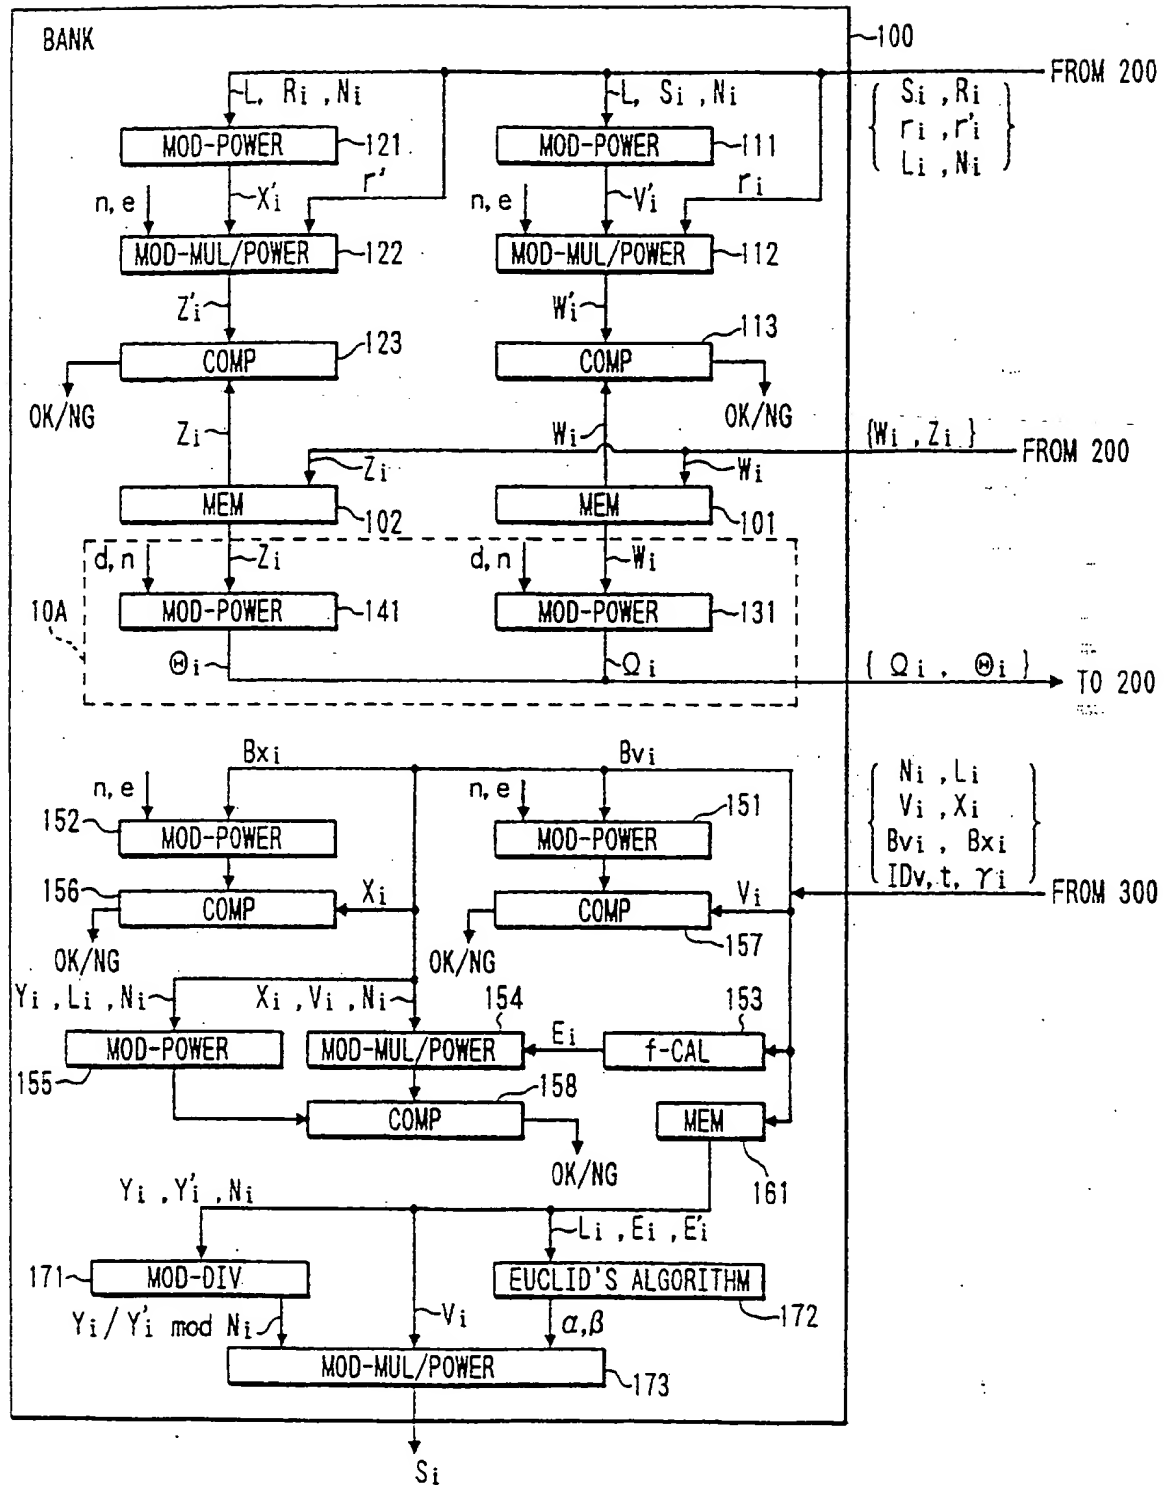 BANK
100
FROM 200
L, Ri , Ni
L, Si , Ni
Si , Ri
ri , r'i
Li , Ni
MOD-POWER 121
MOD-POWER 111
n, e
X'i
r'
n, e
V'i
ri
MOD-MUL/POWER 122
MOD-MUL/POWER 112
Z'i
W'i
COMP 123
COMP 113
OK/NG
OK/NG
Zi
Wi
{Wi , Zi }
FROM 200
Zi
Wi
MEM 102
MEM 101
10A
d, n
Zi
d, n
Wi
MOD-POWER 141
MOD-POWER 131
Θi
Ωi
{ Ωi , Θi }
TO 200
Bxi
Bvi
Ni , Li
Vi , Xi
Bvi , Bxi
IDv, t, γi
FROM 300
n, e
n, e
152 MOD-POWER
151 MOD-POWER
156 COMP
Xi
COMP 157
Vi
OK/NG
OK/NG
Yi , Li , Ni
Xi , Vi , Ni
154
153
MOD-POWER 155
MOD-MUL/POWER
Ei
f-CAL
COMP 158
MEM 161
OK/NG
Yi , Y'i , Ni
Li , Ei , E'i
171 MOD-DIV
EUCLID'S ALGORITHM 172
Yi / Y'i mod Ni
Vi
α,β
MOD-MUL/POWER 173
Si